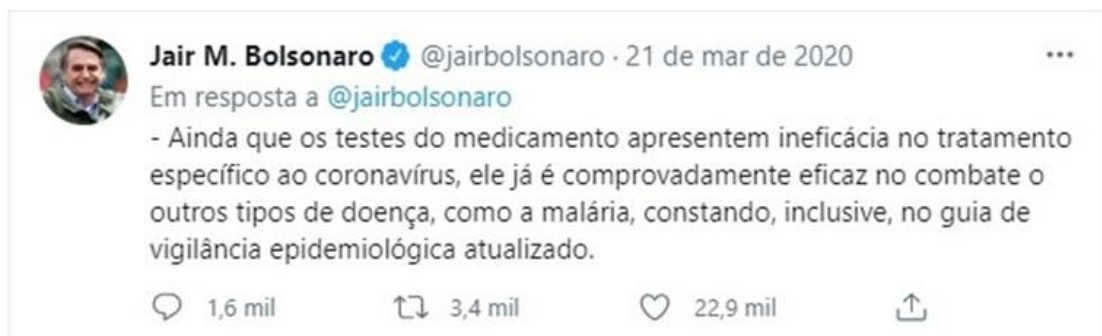 Jair M. Bolsonaro @jairbolsonaro · 21 de mar de 2020
Em resposta a @jairbolsonaro
- Ainda que os testes do medicamento apresentem ineficácia no tratamento
específico ao coronavírus, ele já é comprovadamente eficaz no combate o
outros tipos de doença, como a malária, constando, inclusive, no guia de
vigilância epidemiológica atualizado.
1,6 mil 3,4 mil 22,9 mil